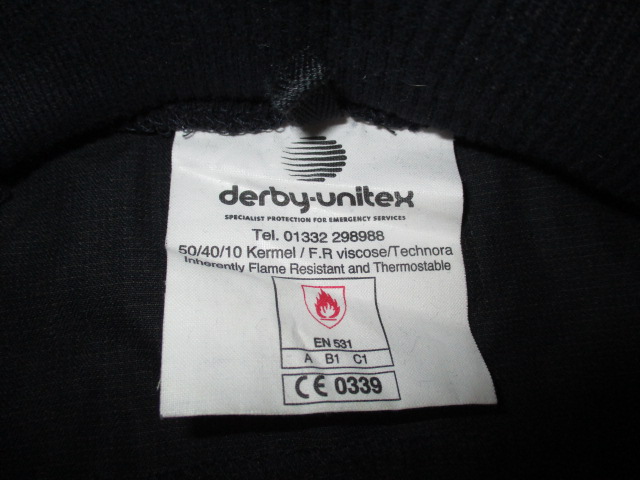 derby-unitex
SPECIALIST PROTECTION FOR EMERGENCY SERVICES
Tel. 01332 298988
50/40/10 Kermel / F.R viscose/Technora
Inherently Flame Resistant and Thermostable
EN 531
A B1 C1
CE 0339